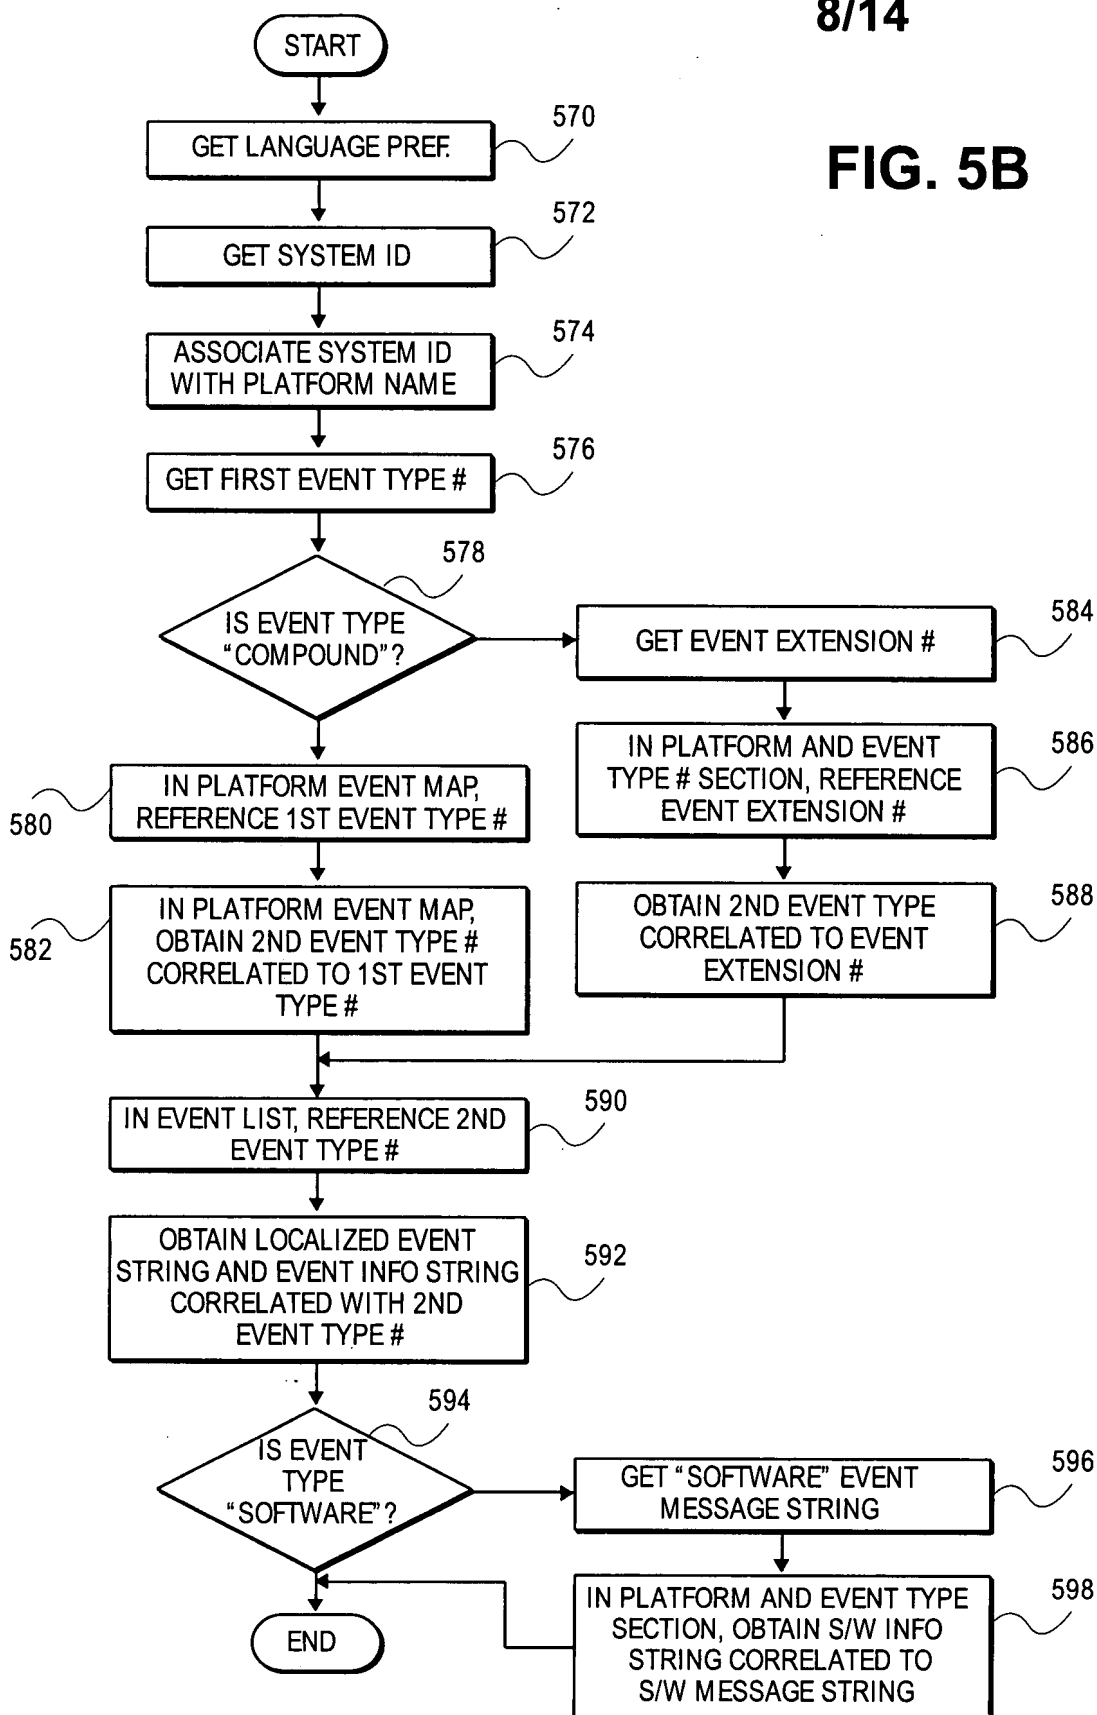 8/14
FIG. 5B
START
GET LANGUAGE PREF.
570
GET SYSTEM ID
572
ASSOCIATE SYSTEM ID
WITH PLATFORM NAME
574
GET FIRST EVENT TYPE #
576
IS EVENT TYPE
“COMPOUND”?
578
GET EVENT EXTENSION #
584
IN PLATFORM AND EVENT
TYPE # SECTION, REFERENCE
EVENT EXTENSION #
586
IN PLATFORM EVENT MAP,
REFERENCE 1ST EVENT TYPE #
580
IN PLATFORM EVENT MAP,
OBTAIN 2ND EVENT TYPE #
CORRELATED TO 1ST EVENT
TYPE #
582
OBTAIN 2ND EVENT TYPE
CORRELATED TO EVENT
EXTENSION #
588
IN EVENT LIST, REFERENCE 2ND
EVENT TYPE #
590
OBTAIN LOCALIZED EVENT
STRING AND EVENT INFO STRING
CORRELATED WITH 2ND
EVENT TYPE #
592
IS EVENT
TYPE
“SOFTWARE”?
594
GET “SOFTWARE” EVENT
MESSAGE STRING
596
IN PLATFORM AND EVENT TYPE
SECTION, OBTAIN S/W INFO
STRING CORRELATED TO
S/W MESSAGE STRING
598
END